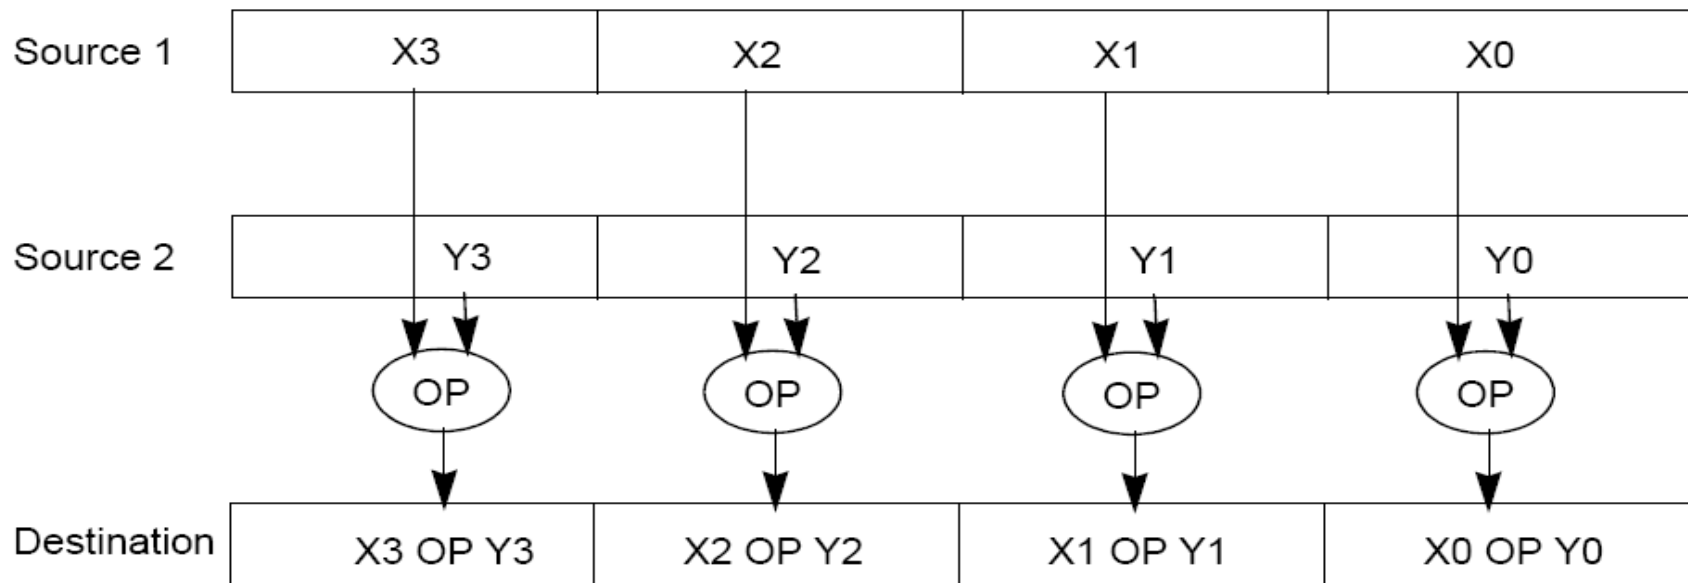 Source 1 X3 X2 X1 X0
Source 2 Y3 Y2 Y1 Y0
OP OP OP OP
Destination X3 OP Y3 X2 OP Y2 X1 OP Y1 X0 OP Y0